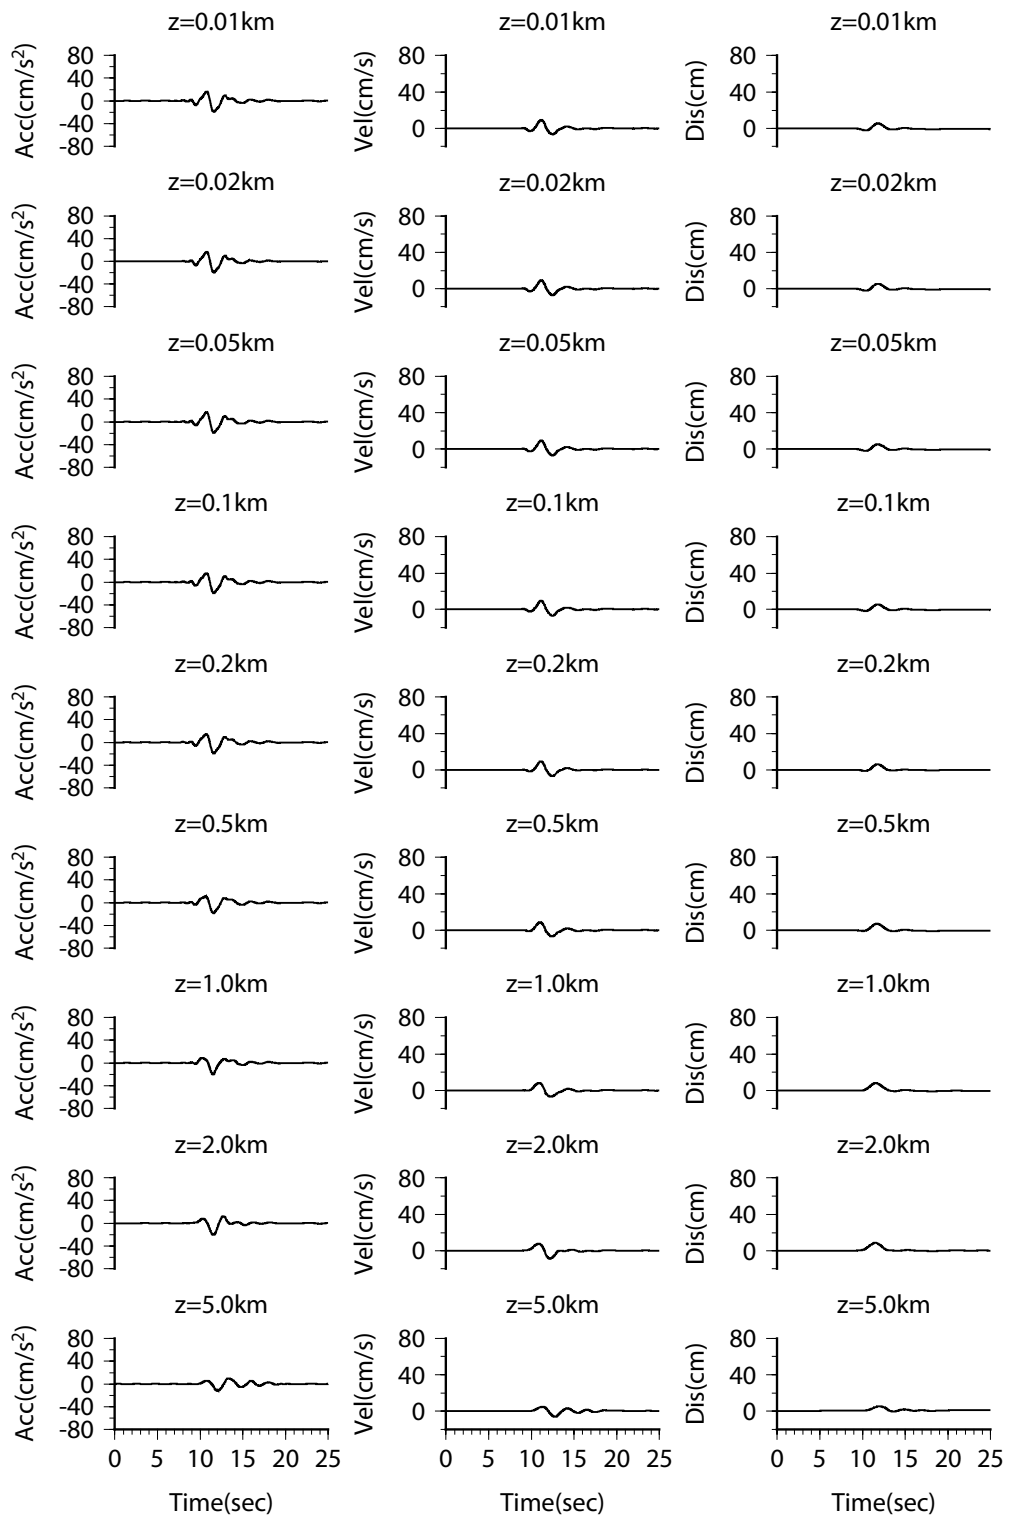 z=0.01km z=0.01km z=0.01km
Acc(cm/s²) 80 40 0 -40 -80 Vel(cm/s) 80 40 0 Dis(cm) 80 40 0
z=0.02km z=0.02km z=0.02km
Acc(cm/s²) 80 40 0 -40 -80 Vel(cm/s) 80 40 0 Dis(cm) 80 40 0
z=0.05km z=0.05km z=0.05km
Acc(cm/s²) 80 40 0 -40 -80 Vel(cm/s) 80 40 0 Dis(cm) 80 40 0
z=0.1km z=0.1km z=0.1km
Acc(cm/s²) 80 40 0 -40 -80 Vel(cm/s) 80 40 0 Dis(cm) 80 40 0
z=0.2km z=0.2km z=0.2km
Acc(cm/s²) 80 40 0 -40 -80 Vel(cm/s) 80 40 0 Dis(cm) 80 40 0
z=0.5km z=0.5km z=0.5km
Acc(cm/s²) 80 40 0 -40 -80 Vel(cm/s) 80 40 0 Dis(cm) 80 40 0
z=1.0km z=1.0km z=1.0km
Acc(cm/s²) 80 40 0 -40 -80 Vel(cm/s) 80 40 0 Dis(cm) 80 40 0
z=2.0km z=2.0km z=2.0km
Acc(cm/s²) 80 40 0 -40 -80 Vel(cm/s) 80 40 0 Dis(cm) 80 40 0
z=5.0km z=5.0km z=5.0km
Acc(cm/s²) 80 40 0 -40 -80 Vel(cm/s) 80 40 0 Dis(cm) 80 40 0
0 5 10 15 20 25 0 5 10 15 20 25 0 5 10 15 20 25
Time(sec) Time(sec) Time(sec)